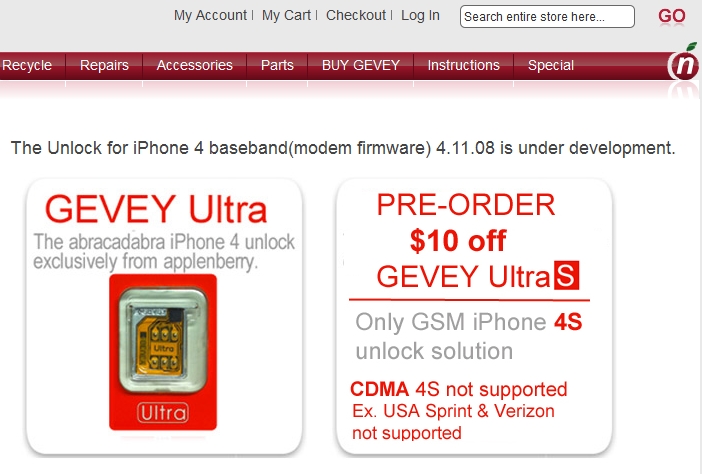 My Account | My Cart | Checkout | Log In
Search entire store here...
GO
Recycle Repairs Accessories Parts BUY GEVEY Instructions Special
n
The Unlock for iPhone 4 baseband(modem firmware) 4.11.08 is under development.
GEVEY Ultra
The abracadabra iPhone 4 unlock
exclusively from applenberry.
Ultra
Ultra
PRE-ORDER
$10 off
GEVEY Ultra S
Only GSM iPhone 4S
unlock solution
CDMA 4S not supported
Ex. USA Sprint & Verizon
not supported